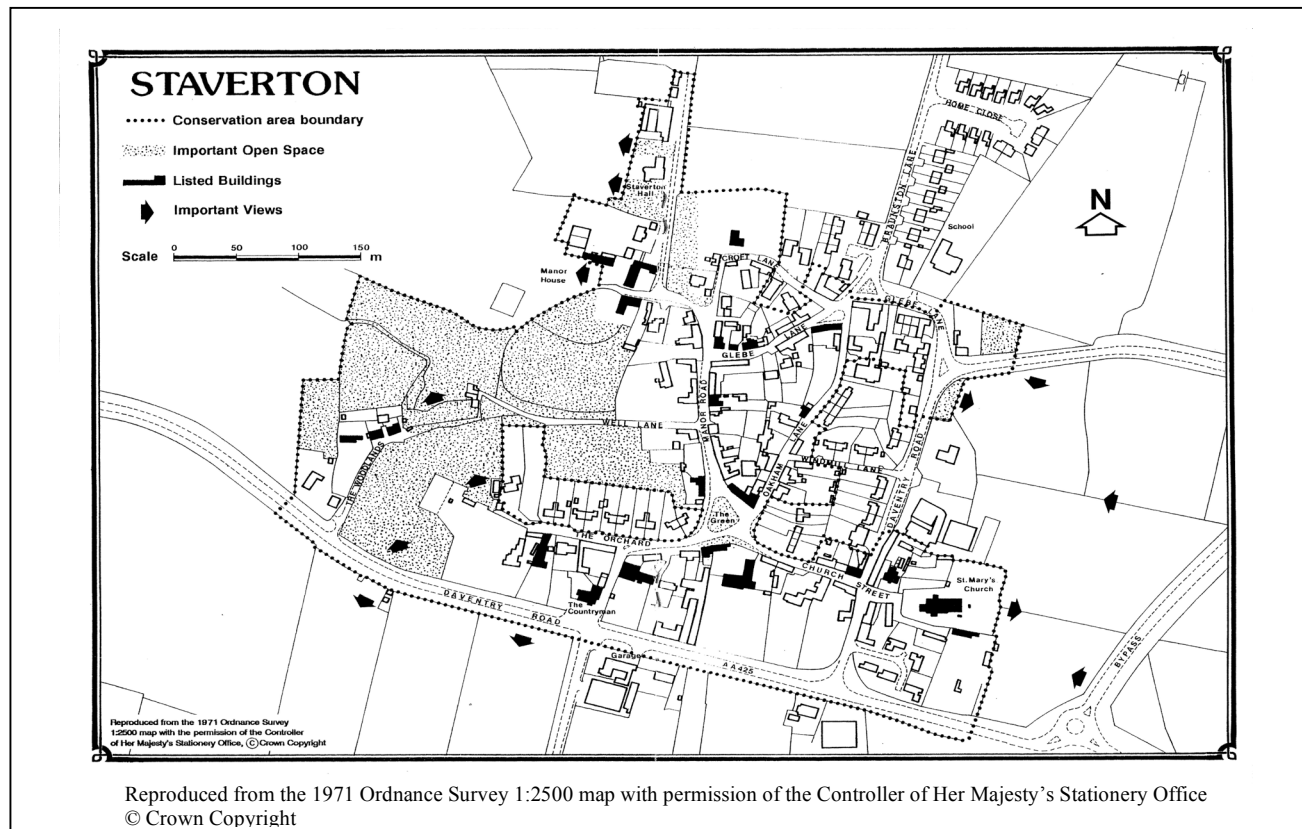 STAVERTON
Conservation area boundary
Important Open Space
Listed Buildings
Important Views
Scale 0 50 100 150 m
N
HOME CLOSE
BRAUNSTON LANE
School
Staverton
Hall
Manor
House
CROFT LANE
GLEBE LANE
GLEBE LANE
MANOR ROAD
WELL LANE
OAKHAM LANE
WINDMILL LANE
DAVENTRY ROAD
THE WOODLANDS
The
Green
THE ORCHARD
CHURCH STREET
St. Mary's
Church
The
Countryman
DAVENTRY ROAD
Garage
A A425
BYPASS
Reproduced from the 1971 Ordnance Survey
1:2500 map with the permission of the Controller
of Her Majesty's Stationery Office, © Crown Copyright
Reproduced from the 1971 Ordnance Survey 1:2500 map with permission of the Controller of Her Majesty's Stationery Office
© Crown Copyright